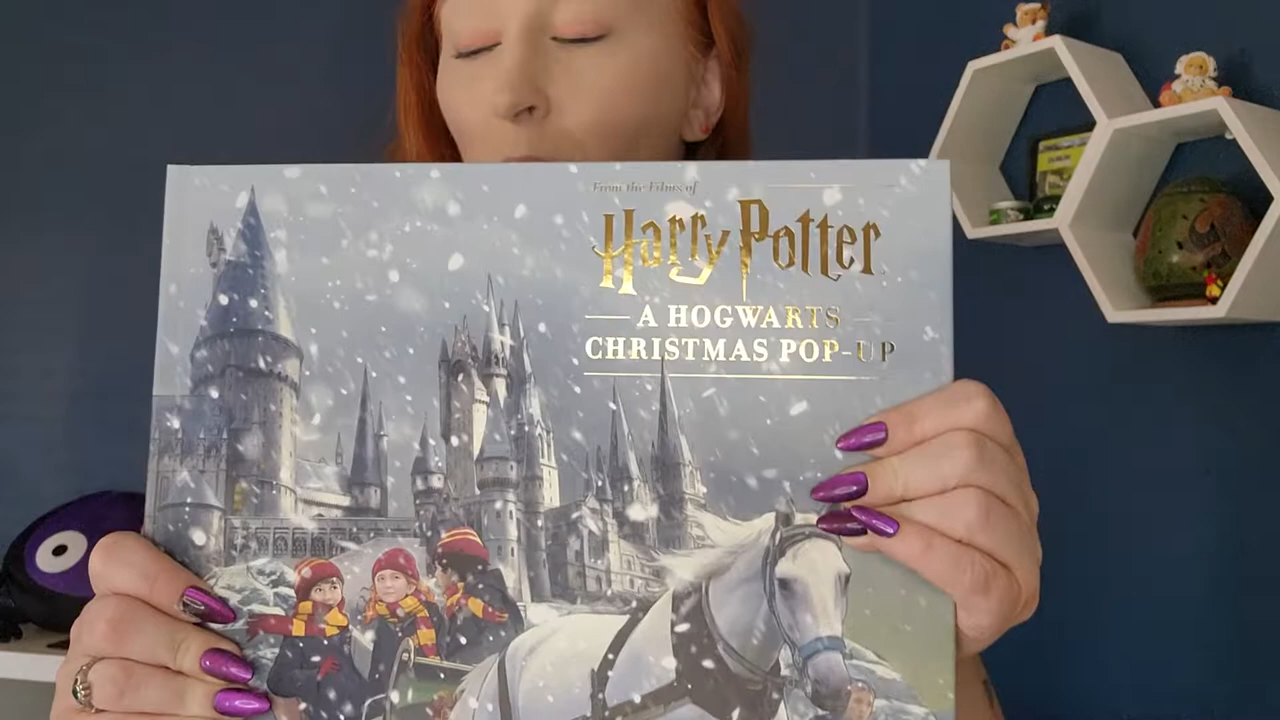 From the Films of
Harry Potter
A HOGWARTS
CHRISTMAS POP-UP